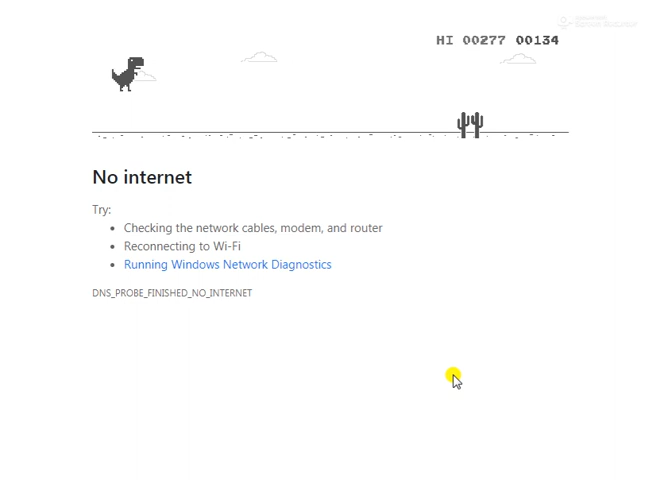 HI 00277 00134
No internet
Try:
Checking the network cables, modem, and router
Reconnecting to Wi-Fi
Running Windows Network Diagnostics
DNS_PROBE_FINISHED_NO_INTERNET